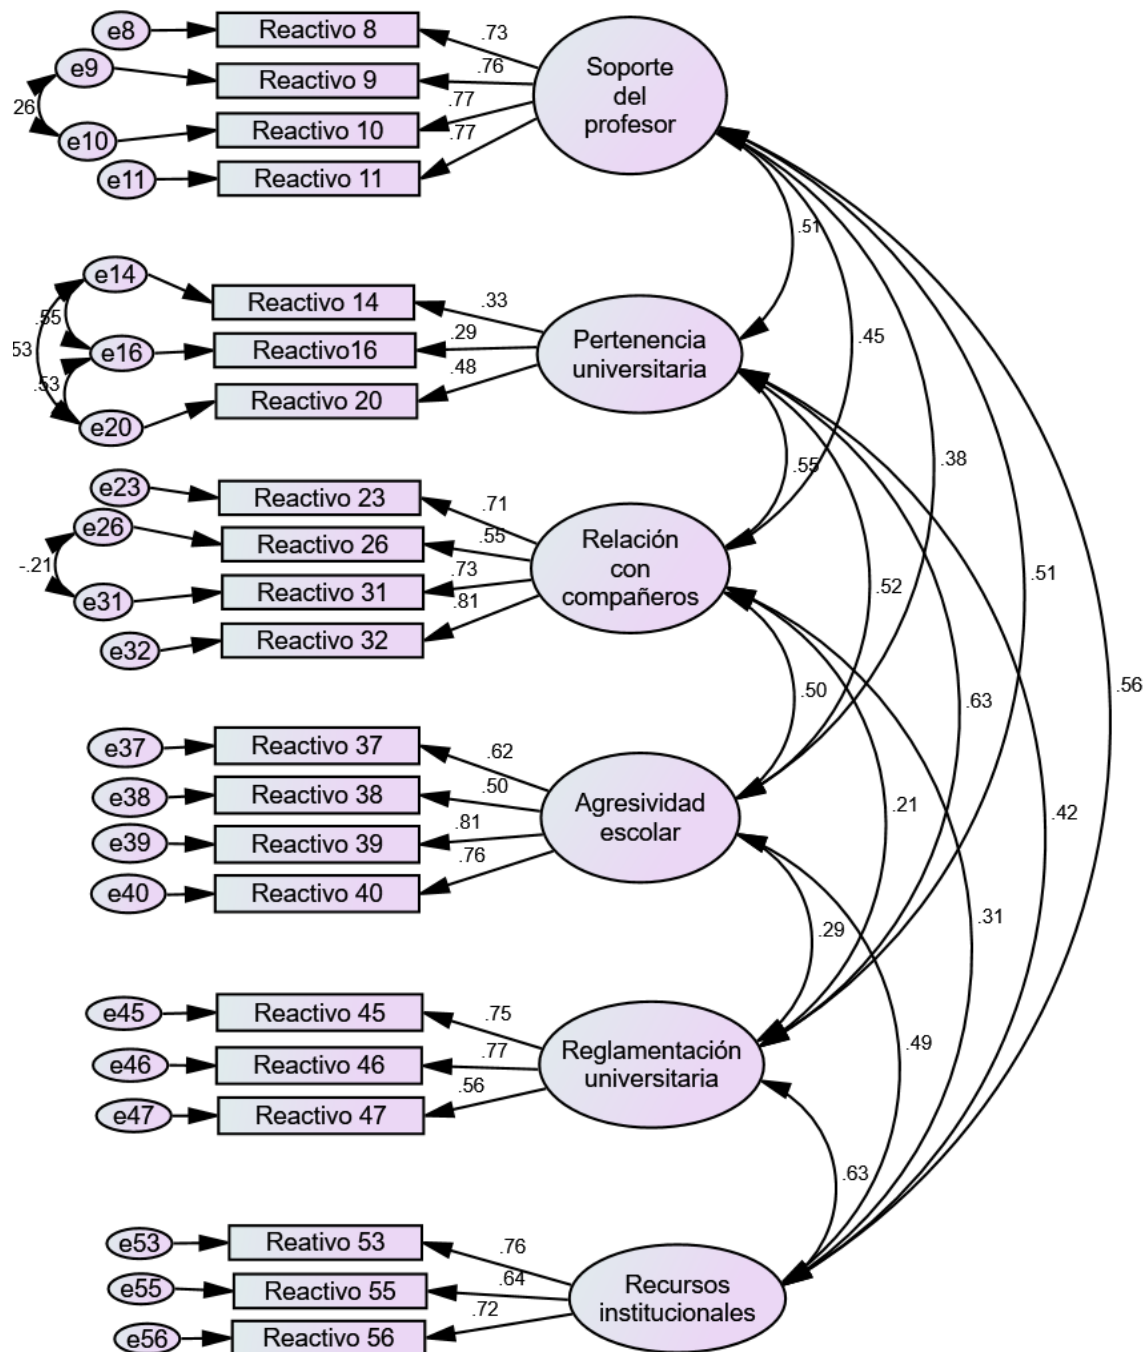 e8
Reactivo 8
.73
Soporte
del
profesor
e9
Reactivo 9
.76
26
e10
Reactivo 10
.77
e11
Reactivo 11
.77
.51
e14
Reactivo 14
.33
.55
53
e16
Reactivo16
.29
Pertenencia
universitaria
.45
.53
e20
Reactivo 20
.48
.55
.38
e23
Reactivo 23
.71
e26
Reactivo 26
.55
Relación
con
compañeros
-.21
e31
Reactivo 31
.73
.52
.51
e32
Reactivo 32
.81
.50
.63
.56
e37
Reactivo 37
.62
e38
Reactivo 38
.50
Agresividad
escolar
.21
.42
e39
Reactivo 39
.81
e40
Reactivo 40
.76
.29
.31
e45
Reactivo 45
.75
e46
Reactivo 46
.77
Reglamentación
universitaria
.49
e47
Reactivo 47
.56
.63
e53
Reativo 53
.76
e55
Reactivo 55
.64
Recursos
institucionales
e56
Reactivo 56
.72